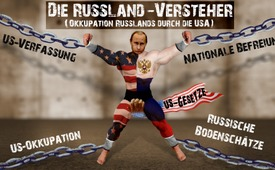 Die Russland -Versteher
(Okkupation Russlands durch die USA)
US-Verfassung
Nationale Befreiun
US-Gesetze
US-Okkupation
Russische
Bodenschätze